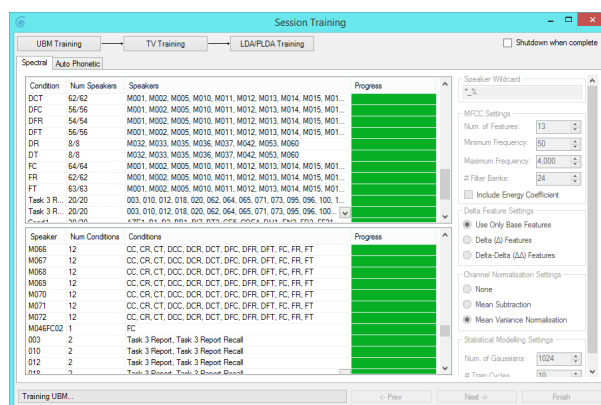 Session Training
UBM Training TV Training LDA/PLDA Training Shutdown when complete
Spectral Auto Phonetic
Condition Num Speakers Speakers Progress
DCT 62/62 M001, M002, M005, M010, M011, M012, M013, M014, M015, M01...
DFC 56/56 M001, M002, M005, M010, M011, M012, M013, M014, M015, M01...
DFR 54/54 M001, M002, M005, M010, M011, M012, M013, M014, M015, M01...
DFT 56/56 M001, M002, M005, M010, M011, M012, M013, M014, M015, M01...
DR 8/8 M032, M033, M035, M036, M037, M042, M053, M060
DT 8/8 M032, M033, M035, M036, M037, M042, M053, M060
FC 64/64 M001, M002, M005, M010, M011, M012, M013, M014, M015, M01...
FR 62/63 M001, M002, M005, M010, M011, M012, M013, M014, M015, M01...
FT 63/63 M001, M002, M005, M010, M011, M012, M013, M014, M015, M01...
Task 3 R... 20/20 003, 010, 012, 018, 020, 062, 064, 065, 071, 073, 095, 096, 100, 1...
Task 3 R... 20/20 003, 010, 012, 018, 020, 062, 064, 065, 071, 073, 095, 096, 100...
Speaker Num Conditions Conditions Progress
M066 12 CC, CR, CT, DCC, DCR, DCT, DFC, DFR, DFT, FC, FR, FT
M067 12 CC, CR, CT, DCC, DCR, DCT, DFC, DFR, DFT, FC, FR, FT
M068 12 CC, CR, CT, DCC, DCR, DCT, DFC, DFR, DFT, FC, FR, FT
M069 12 CC, CR, CT, DCC, DCR, DCT, DFC, DFR, DFT, FC, FR, FT
M070 12 CC, CR, CT, DCC, DCR, DCT, DFC, DFR, DFT, FC, FR, FT
M071 12 CC, CR, CT, DCC, DCR, DCT, DFC, DFR, DFT, FC, FR, FT
M072 12 CC, CR, CT, DCC, DCR, DCT, DFC, DFR, DFT, FC, FR, FT
M046FC02 1 FC
003 2 Task 3 Report, Task 3 Report Recall
010 2 Task 3 Report, Task 3 Report Recall
012 2 Task 3 Report, Task 3 Report Recall
018 2 Task 3 Report, Task 3 Report Recall
Speaker Wildcard
*_%
MFCC Settings
Num. of Features: 13
Minimum Frequency: 50
Maximum Frequency: 4,000
# Filter Banks: 24
Include Energy Coefficient
Delta Feature Settings
Use Only Base Features
Delta (Δ) Features
Delta-Delta (ΔΔ) Features
Channel Normalisation Settings
None
Mean Subtraction
Mean Variance Normalisation
Statistical Modelling Settings
Num. of Gaussians: 1024
# Train Cycles 10
Training UBM... <- Prev Next -> Finish